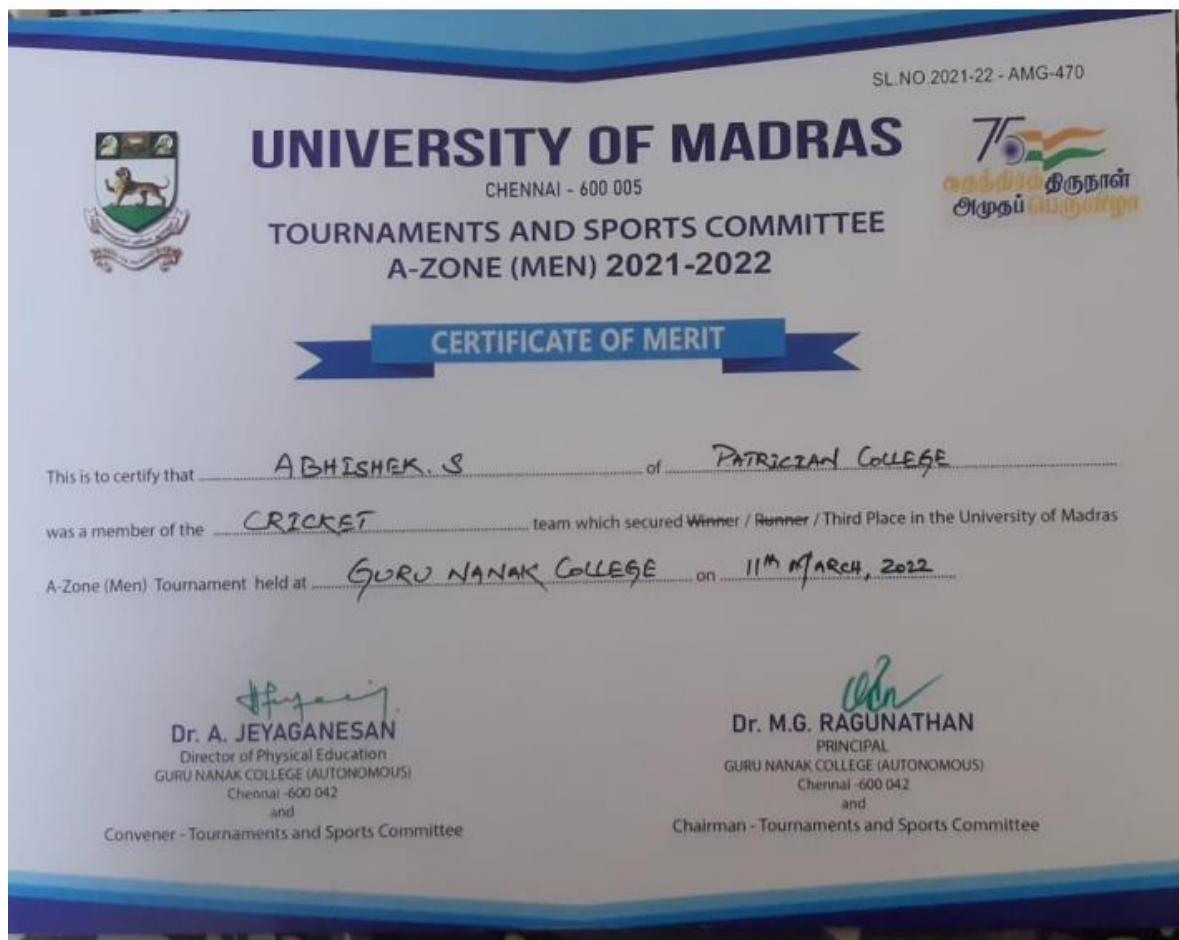 SL.NO.2021-22 - AMG-470
UNIVERSITY OF MADRAS
CHENNAI - 600 005
75
சுதந்திரத் திருநாள்
அமுதப் பெருவிழா
TOURNAMENTS AND SPORTS COMMITTEE
A-ZONE (MEN) 2021-2022
CERTIFICATE OF MERIT
This is to certify that ABHISHEK. S of PATRICIAN COLLEGE
was a member of the CRICKET team which secured Winner / Runner / Third Place in the University of Madras
A-Zone (Men) Tournament held at GURU NANAK COLLEGE on 11th MARCH, 2022
Dr. A. JEYAGANESAN
Director of Physical Education
GURU NANAK COLLEGE (AUTONOMOUS)
Chennai -600 042
and
Convener - Tournaments and Sports Committee
Dr. M.G. RAGUNATHAN
PRINCIPAL
GURU NANAK COLLEGE (AUTONOMOUS)
Chennai -600 042
and
Chairman - Tournaments and Sports Committee